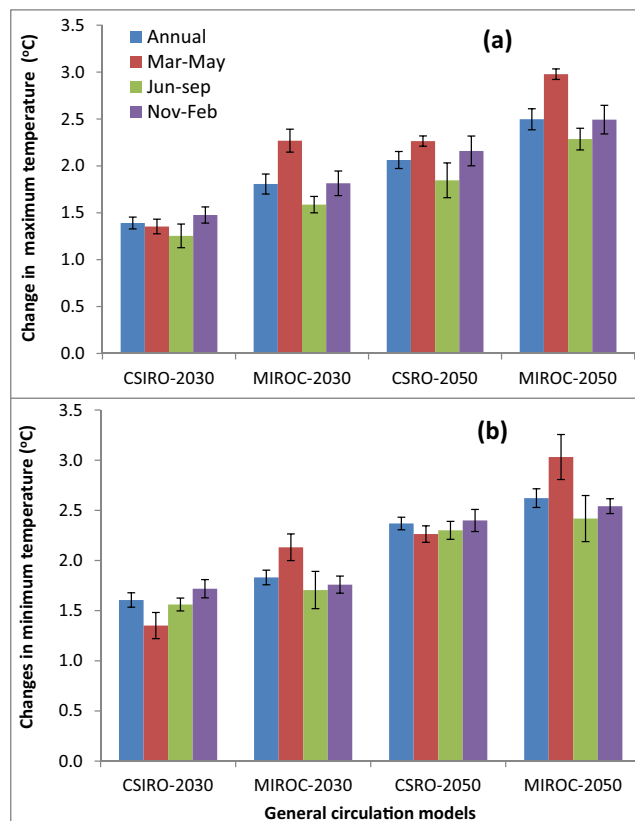 Change in maximum temperature (ºC)
3.5
3.0
2.5
2.0
1.5
1.0
0.5
0.0
(a)
Annual
Mar-May
Jun-sep
Nov-Feb
CSIRO-2030
MIROC-2030
CSRO-2050
MIROC-2050
Changes in minimum temperature (ºC)
3.5
3.0
2.5
2.0
1.5
1.0
0.5
0.0
(b)
CSIRO-2030
MIROC-2030
CSRO-2050
MIROC-2050
General circulation models